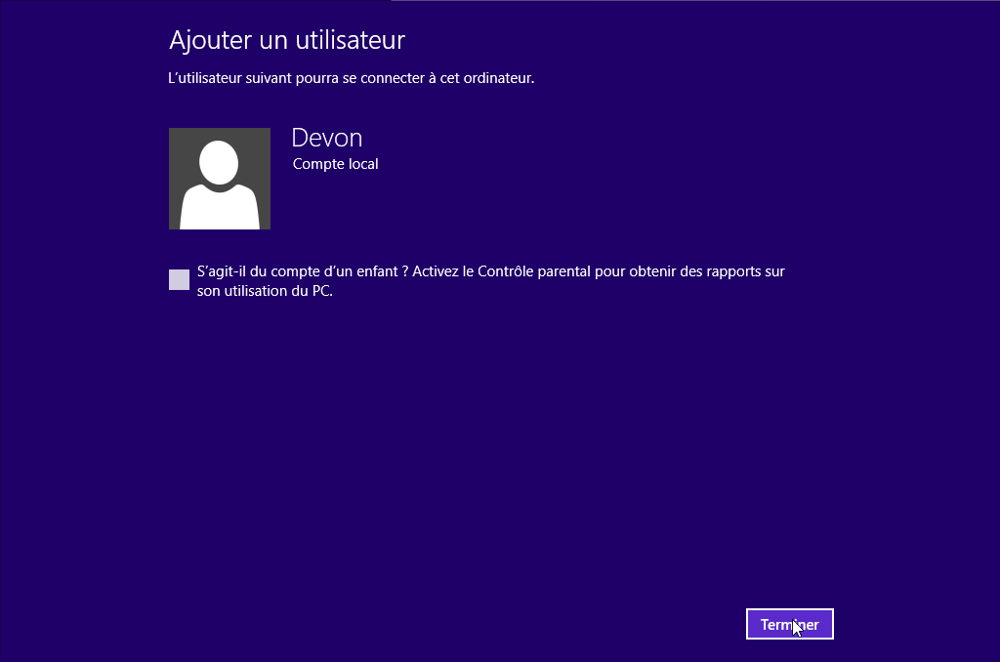 Ajouter un utilisateur
L'utilisateur suivant pourra se connecter à cet ordinateur.
Devon
Compte local
S'agit-il du compte d'un enfant ? Activez le Contrôle parental pour obtenir des rapports sur
son utilisation du PC.
Terminer